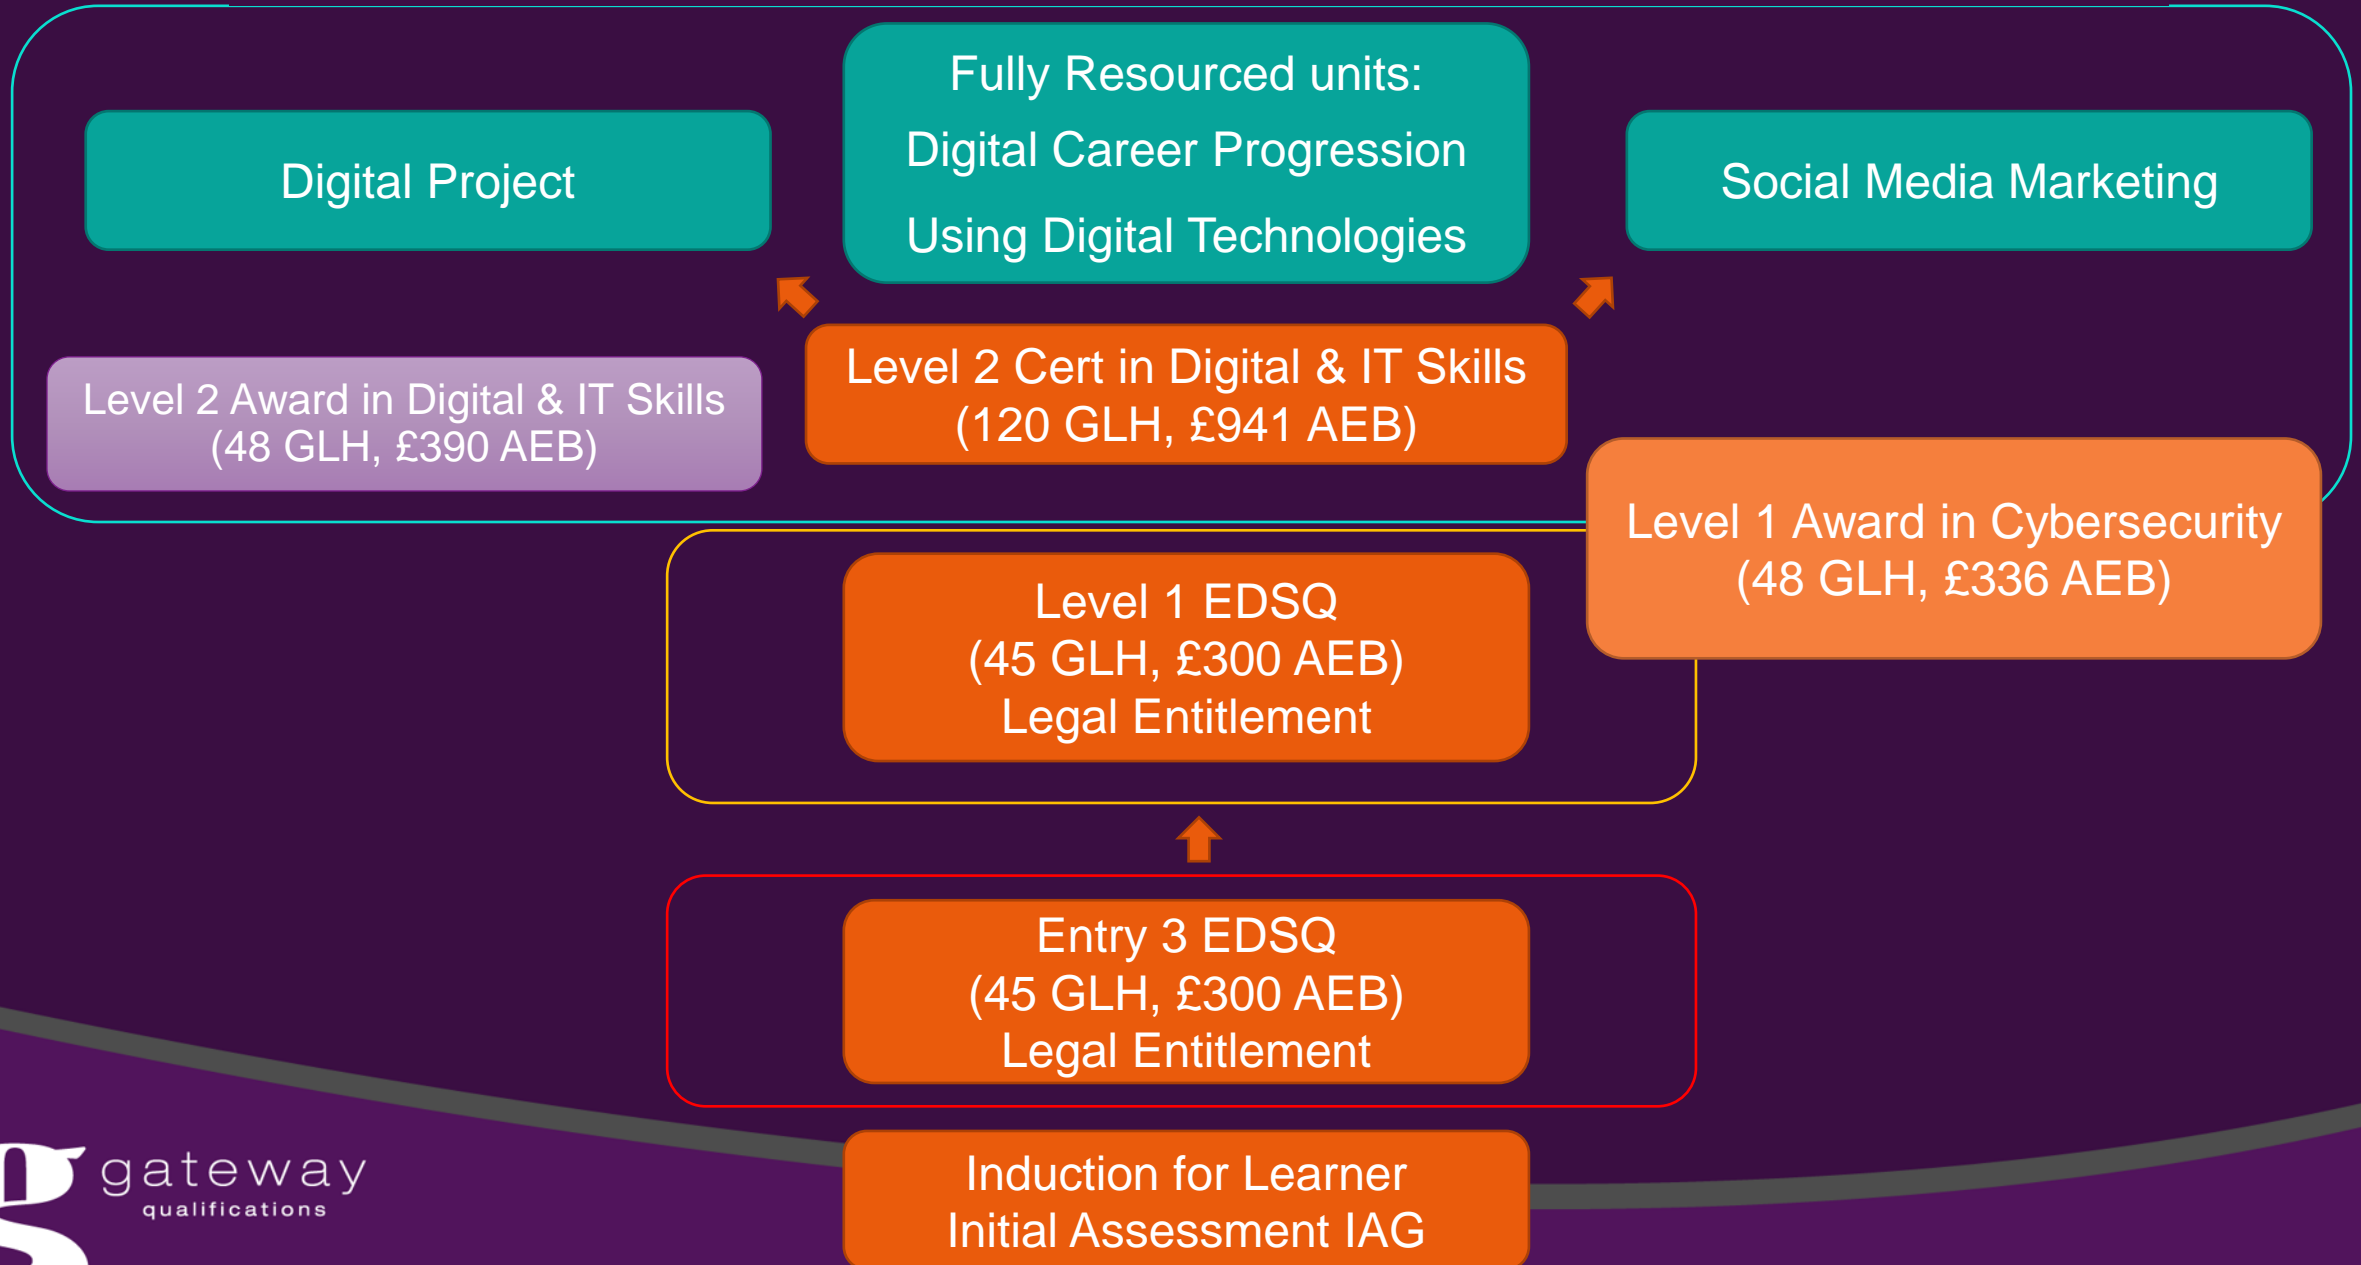 Fully Resourced units:
Digital Career Progression
Using Digital Technologies
Digital Project
Social Media Marketing
Level 2 Award in Digital & IT Skills
(48 GLH, £390 AEB)
Level 2 Cert in Digital & IT Skills
(120 GLH, £941 AEB)
Level 1 Award in Cybersecurity
(48 GLH, £336 AEB)
Level 1 EDSQ
(45 GLH, £300 AEB)
Legal Entitlement
Entry 3 EDSQ
(45 GLH, £300 AEB)
Legal Entitlement
Induction for Learner
Initial Assessment IAG
g
gateway
qualifications